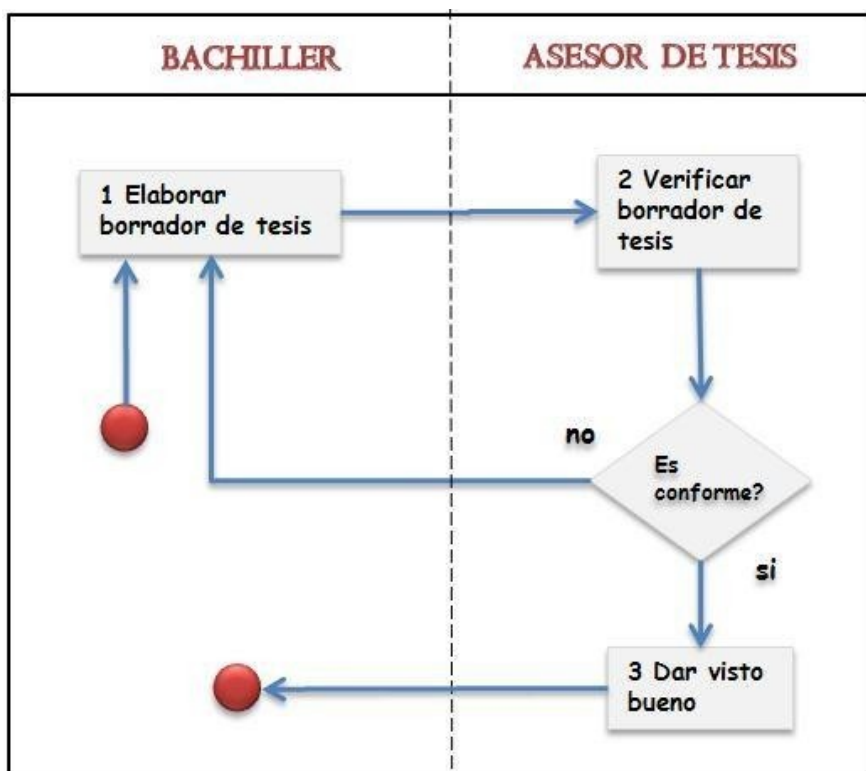 BACHILLER
ASESOR DE TESIS
1 Elaborar
borrador de tesis
2 Verificar
borrador de
tesis
no
Es
conforme?
si
3 Dar visto
bueno